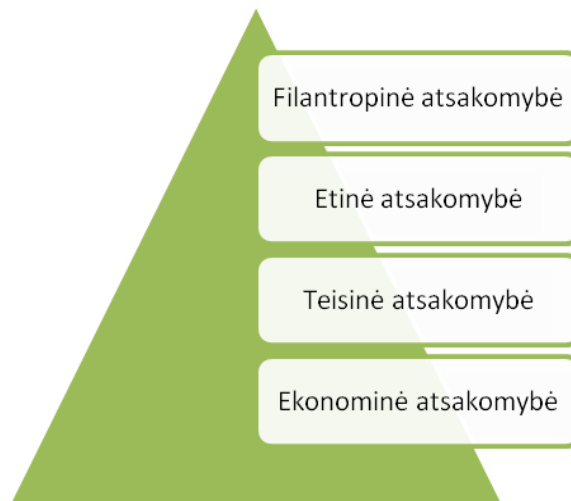 Filantropinė atsakomybė
Etinė atsakomybė
Teisinė atsakomybė
Ekonominė atsakomybė